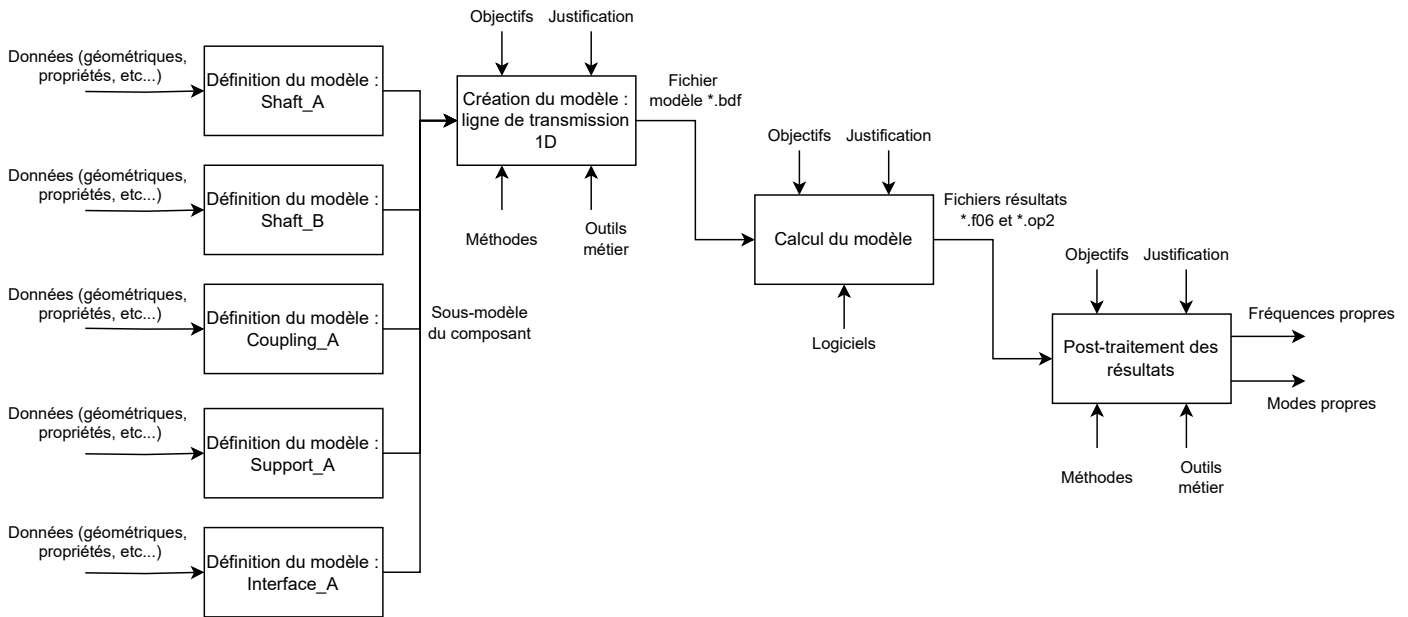 Objectifs
Justification
Données (géométriques,
propriétés, etc...)
Définition du modèle :
Shaft_A
Création du modèle :
ligne de transmission
1D
Fichier
modèle *.bdf
Méthodes
Outils
métier
Données (géométriques,
propriétés, etc...)
Définition du modèle :
Shaft_B
Objectifs
Justification
Calcul du modèle
Logiciels
Fichiers résultats
*.f06 et *.op2
Données (géométriques,
propriétés, etc...)
Définition du modèle :
Coupling_A
Sous-modèle
du composant
Objectifs
Justification
Post-traitement des
résultats
Fréquences propres
Modes propres
Méthodes
Outils
métier
Données (géométriques,
propriétés, etc...)
Définition du modèle :
Support_A
Données (géométriques,
propriétés, etc...)
Définition du modèle :
Interface_A